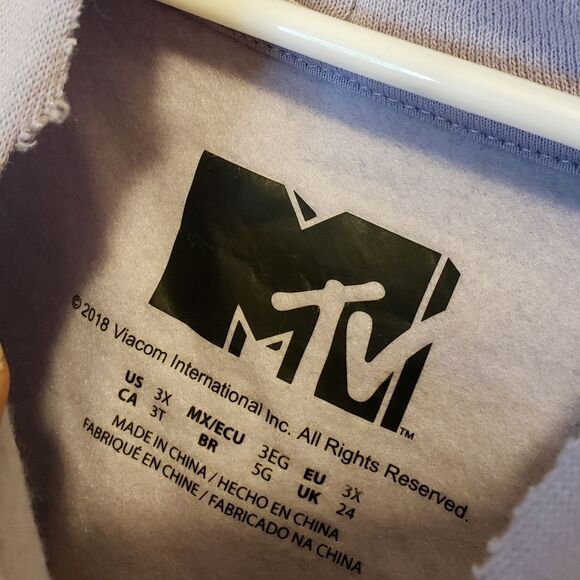 MTV™
©2018 Viacom International Inc. All Rights Reserved.
US 3X MX/ECU 3EG EU 3X
CA 3T BR 5G UK 24
MADE IN CHINA / HECHO EN CHINA
FABRIQUÉ EN CHINE / FABRICADO NA CHINA